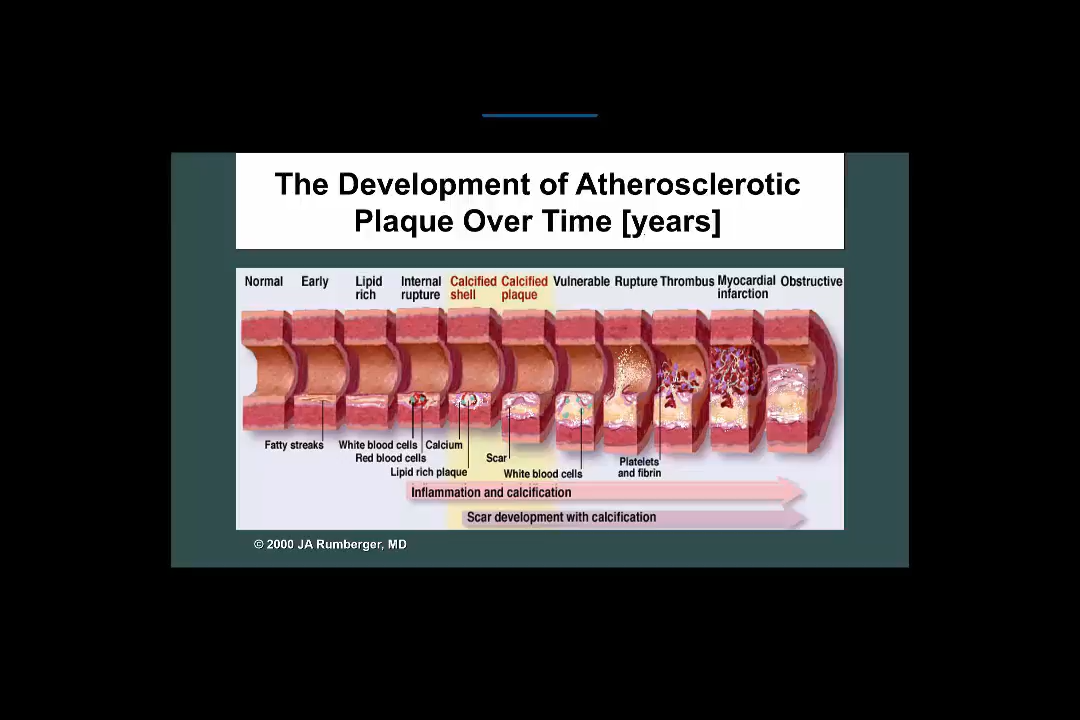 The Development of Atherosclerotic
Plaque Over Time [years]
Normal Early Lipid rich Internal rupture Calcified shell Calcified plaque Vulnerable Rupture Thrombus Myocardial infarction Obstructive
Fatty streaks
White blood cells
Red blood cells
Calcium
Lipid rich plaque
Scar
White blood cells
Platelets
and fibrin
Inflammation and calcification
Scar development with calcification
© 2000 JA Rumberger, MD